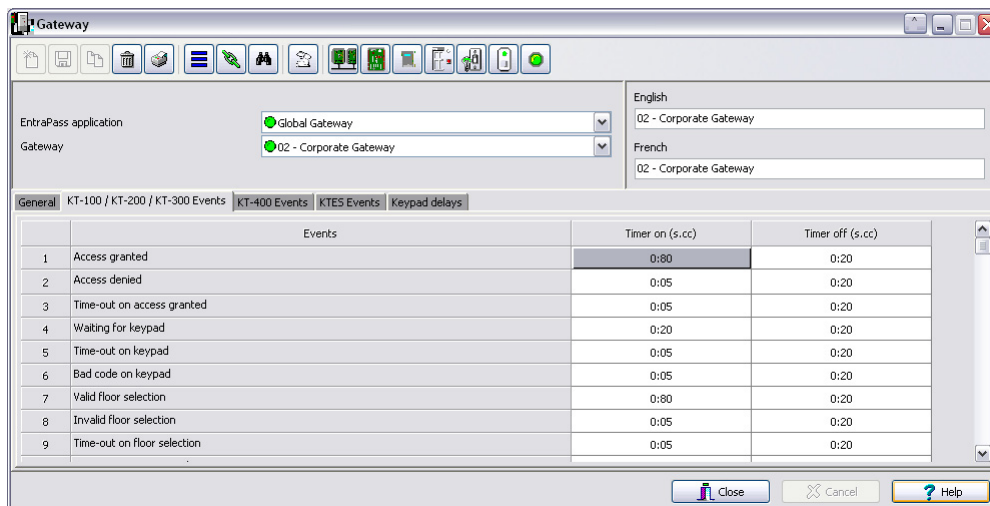 Gateway
English
EntraPass application
Global Gateway
02 - Corporate Gateway
Gateway
02 - Corporate Gateway
French
02 - Corporate Gateway
General KT-100 / KT-200 / KT-300 Events KT-400 Events KTES Events Keypad delays
Events Timer on (s.cc) Timer off (s.cc)
1 Access granted 0:80 0:20
2 Access denied 0:05 0:20
3 Time-out on access granted 0:05 0:20
4 Waiting for keypad 0:20 0:20
5 Time-out on keypad 0:05 0:20
6 Bad code on keypad 0:05 0:20
7 Valid floor selection 0:80 0:20
8 Invalid floor selection 0:05 0:20
9 Time-out on floor selection 0:05 0:20
Close Cancel Help